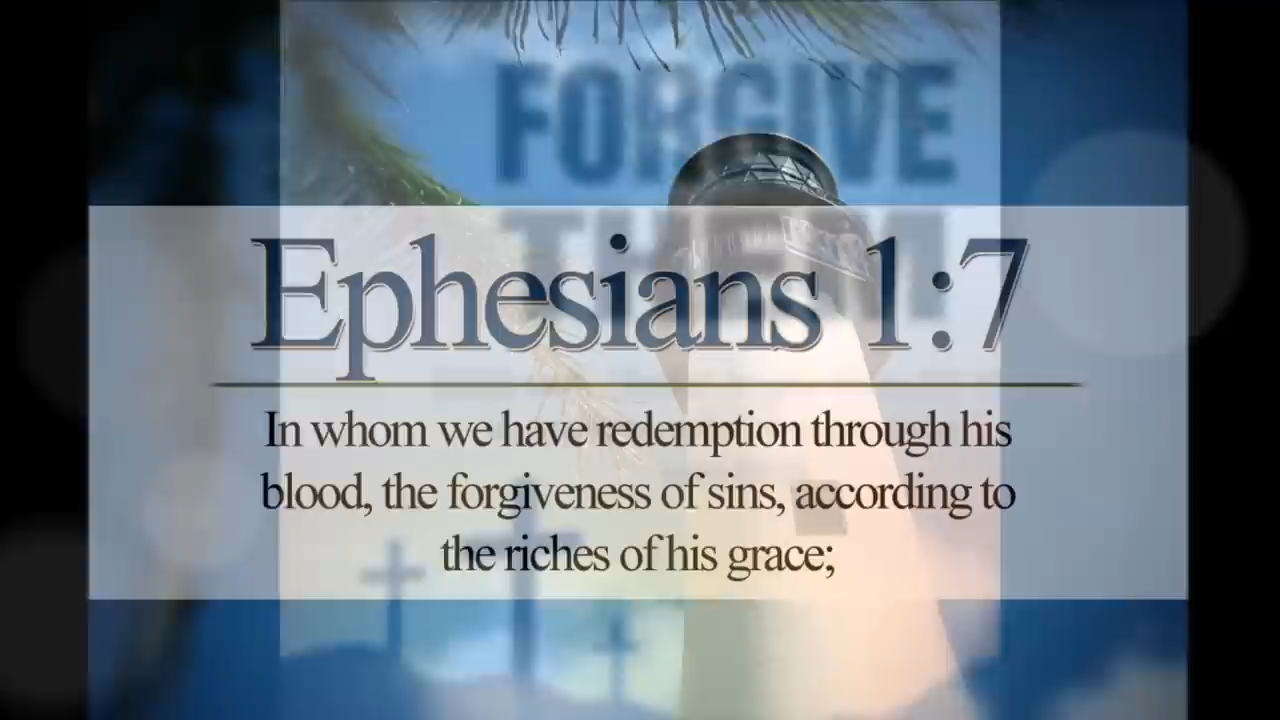 FORGIVE
Ephesians 1:7
In whom we have redemption through his
blood, the forgiveness of sins, according to
the riches of his grace;